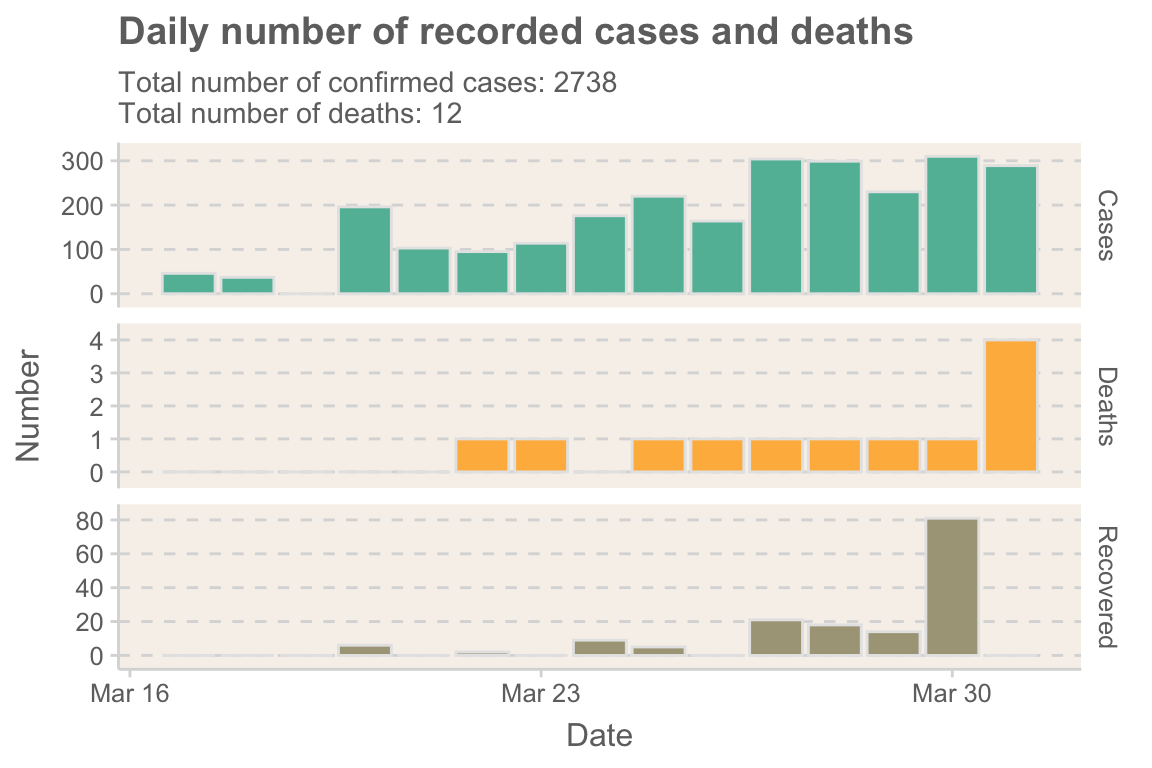 Daily number of recorded cases and deaths
Total number of confirmed cases: 2738
Total number of deaths: 12
300
200
100
0
Cases
4
3
2
1
0
Deaths
80
60
40
20
0
Recovered
Number
Mar 16
Mar 23
Mar 30
Date